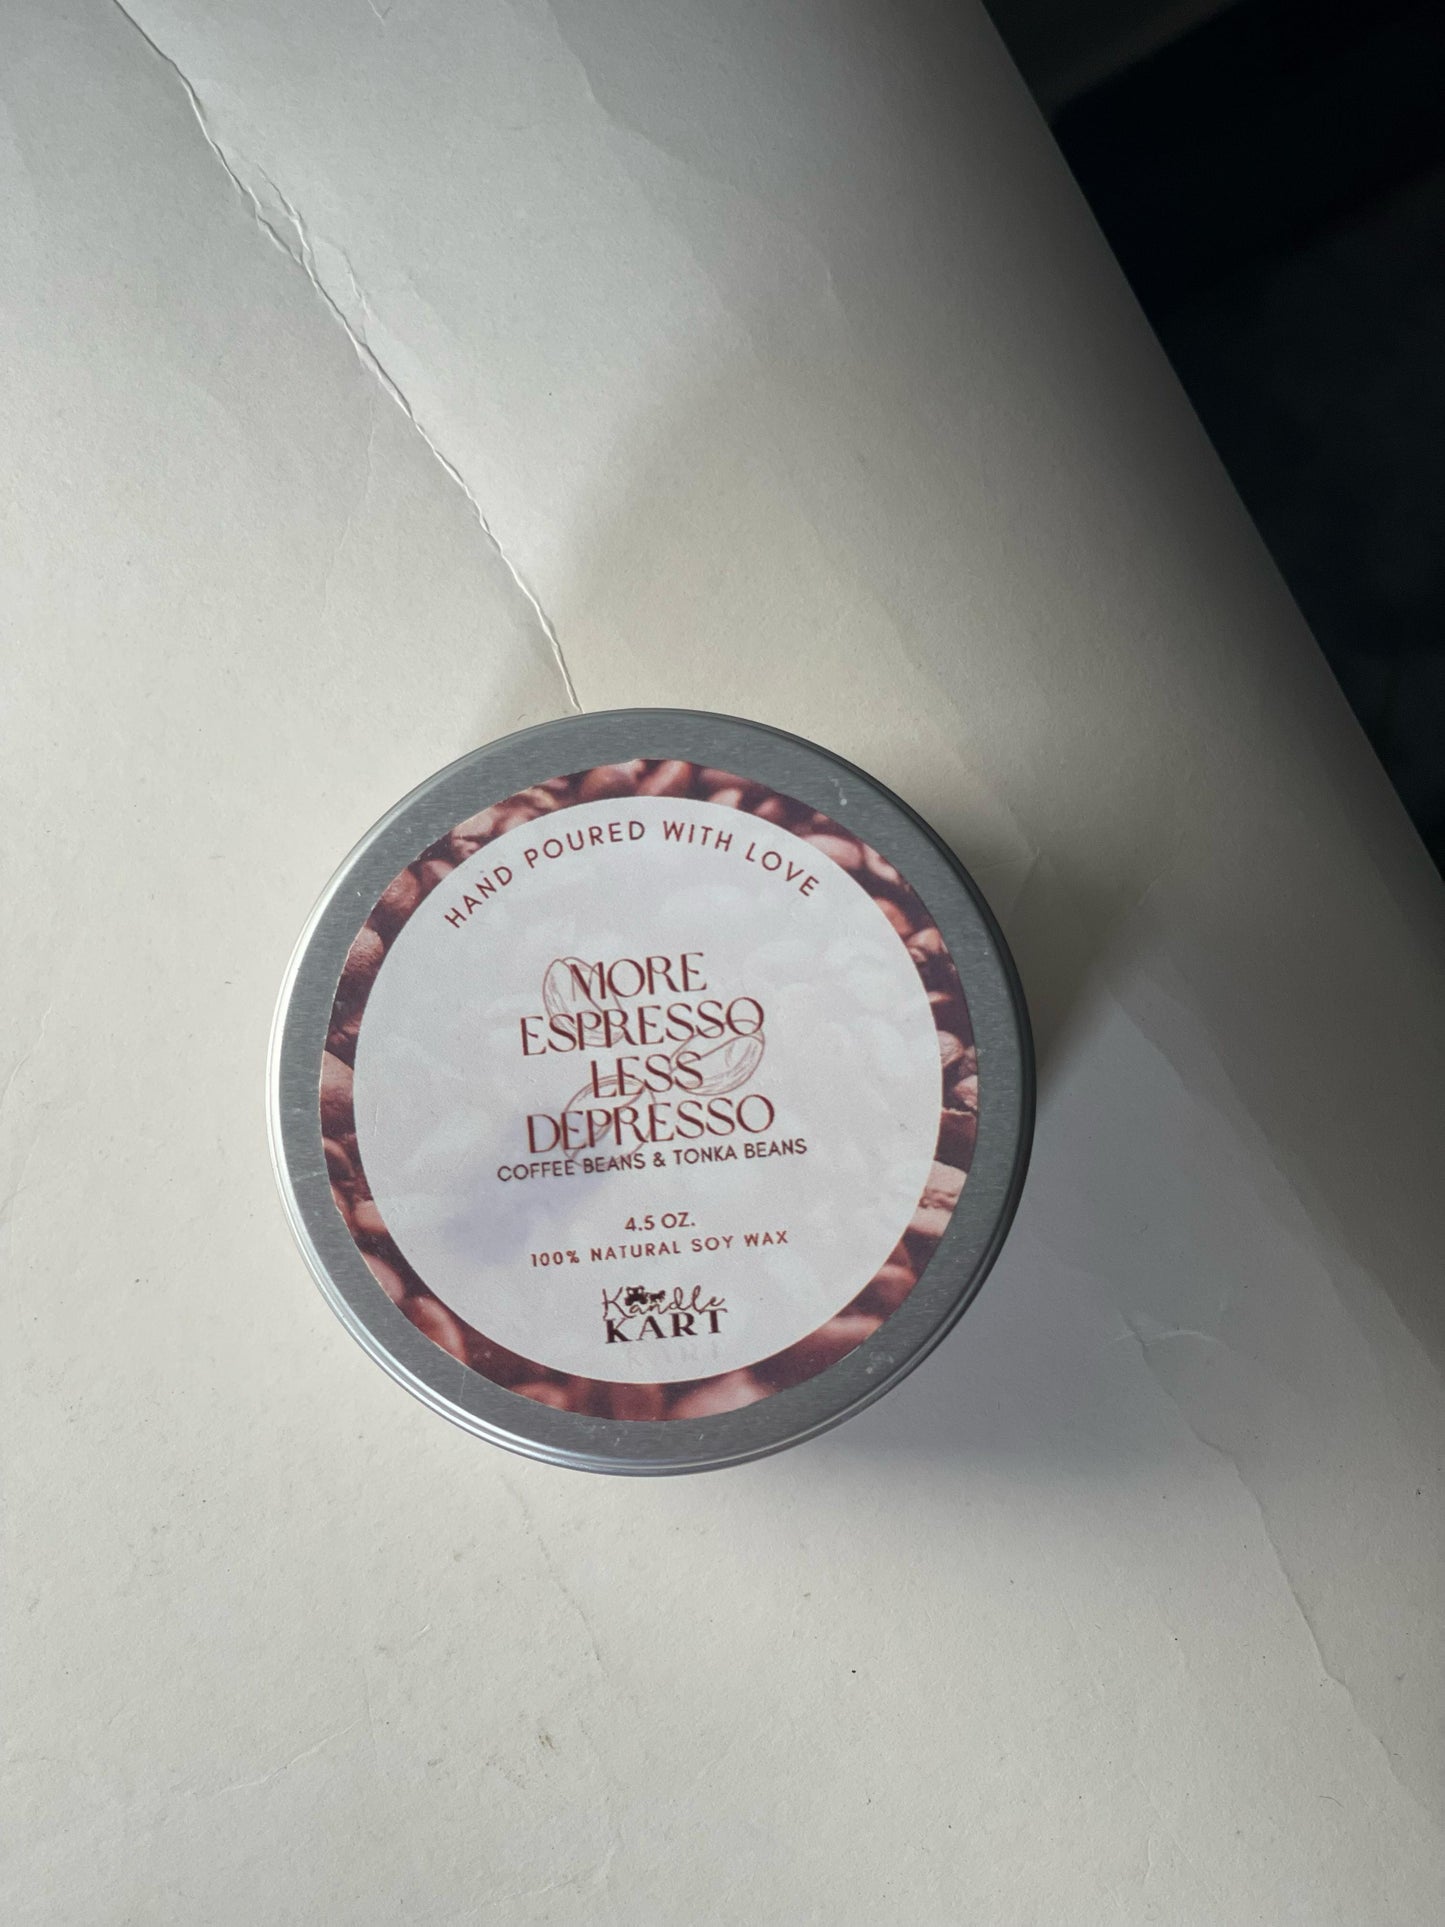 HAND POURED WITH LOVE
MORE
ESPRESSO
LESS
DEPRESSO
COFFEE BEANS & TONKA BEANS
4.5 OZ.
100% NATURAL SOY WAX
Kandle
KART